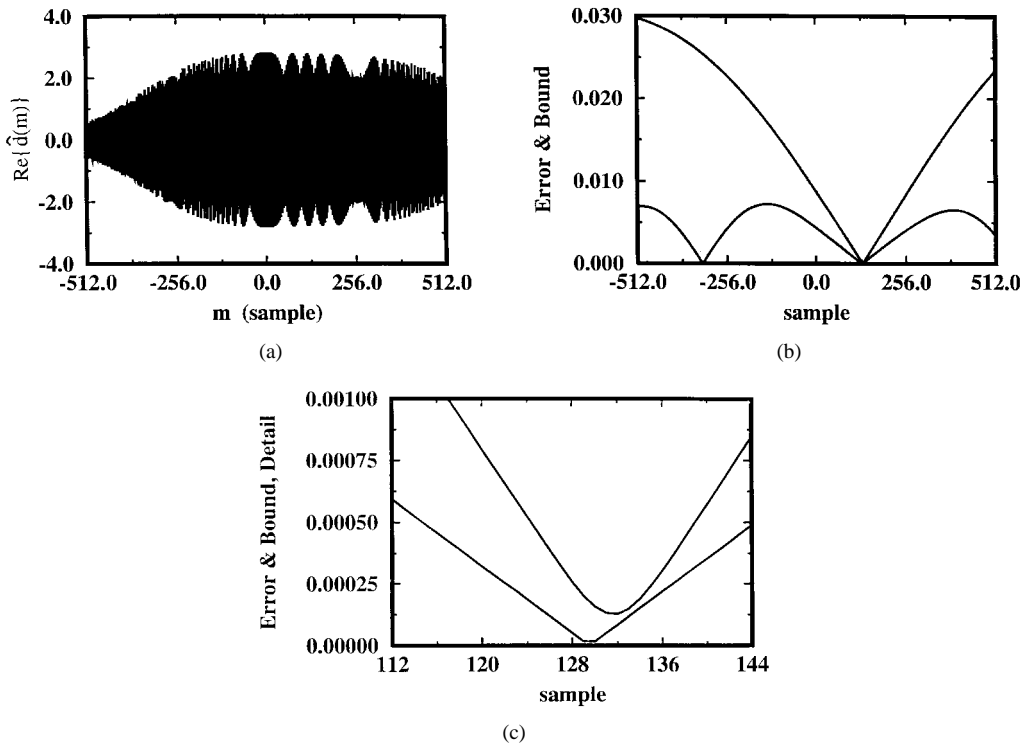 4.0
2.0
0.0
-2.0
-4.0
Re{d̂(m)}
-512.0 -256.0 0.0 256.0 512.0
m (sample)
(a)
0.030
0.020
0.010
0.000
Error & Bound
-512.0 -256.0 0.0 256.0 512.0
sample
(b)
0.00100
0.00075
0.00050
0.00025
0.00000
Error & Bound, Detail
112 120 128 136 144
sample
(c)